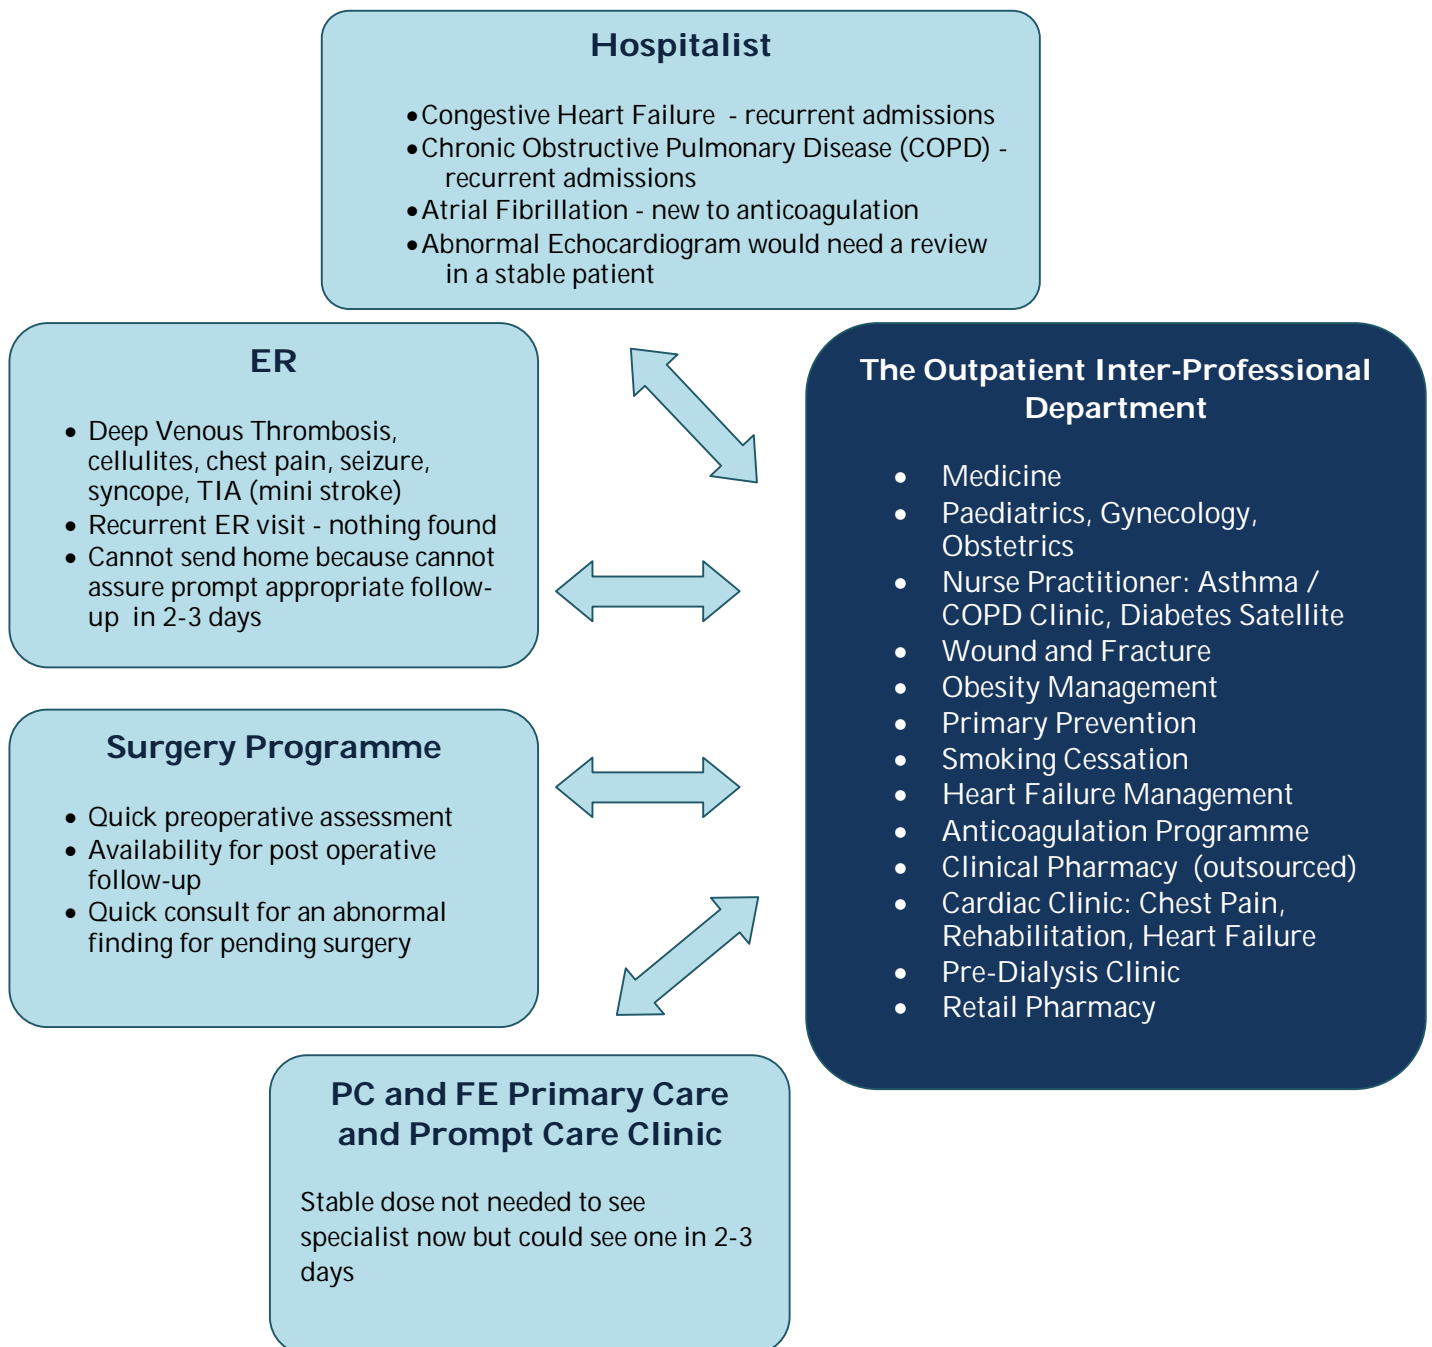 Hospitalist
•Congestive Heart Failure - recurrent admissions
•Chronic Obstructive Pulmonary Disease (COPD) -
recurrent admissions
•Atrial Fibrillation - new to anticoagulation
•Abnormal Echocardiogram would need a review
in a stable patient
ER
• Deep Venous Thrombosis,
cellulites, chest pain, seizure,
syncope, TIA (mini stroke)
• Recurrent ER visit - nothing found
• Cannot send home because cannot
assure prompt appropriate follow-
up in 2-3 days
Surgery Programme
• Quick preoperative assessment
• Availability for post operative
follow-up
• Quick consult for an abnormal
finding for pending surgery
PC and FE Primary Care
and Prompt Care Clinic
Stable dose not needed to see
specialist now but could see one in 2-3
days
The Outpatient Inter-Professional
Department
• Medicine
• Paediatrics, Gynecology,
Obstetrics
• Nurse Practitioner: Asthma /
COPD Clinic, Diabetes Satellite
• Wound and Fracture
• Obesity Management
• Primary Prevention
• Smoking Cessation
• Heart Failure Management
• Anticoagulation Programme
• Clinical Pharmacy (outsourced)
• Cardiac Clinic: Chest Pain,
Rehabilitation, Heart Failure
• Pre-Dialysis Clinic
• Retail Pharmacy